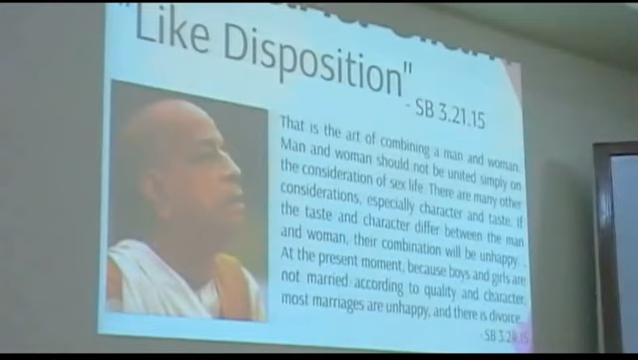 "Like Disposition"
- SB 3.21.15
That is the art of combining a man and woman.
Man and woman should not be united simply on
the consideration of sex life. There are many other
considerations, especially character and taste. If
the taste and character differ between the man
and woman, their combination will be unhappy.
At the present moment, because boys and girls are
not married according to quality and character,
most marriages are unhappy, and there is divorce.
- SB 3.21.15